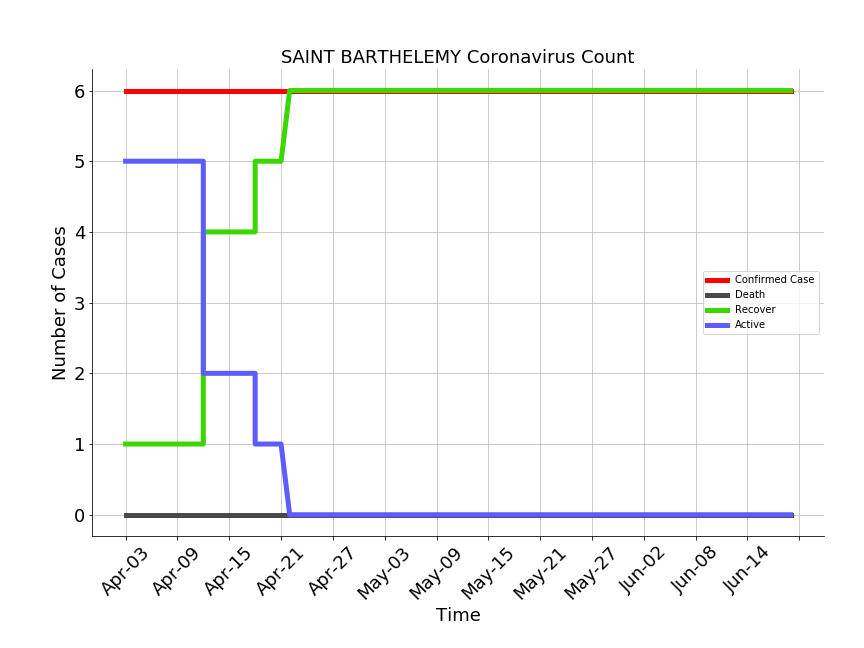 SAINT BARTHELEMY Coronavirus Count
Number of Cases
6
5
4
3
2
1
0
Confirmed Case
Death
Recover
Active
Apr-03
Apr-09
Apr-15
Apr-21
Apr-27
May-03
May-09
May-15
May-21
May-27
Jun-02
Jun-08
Jun-14
Time